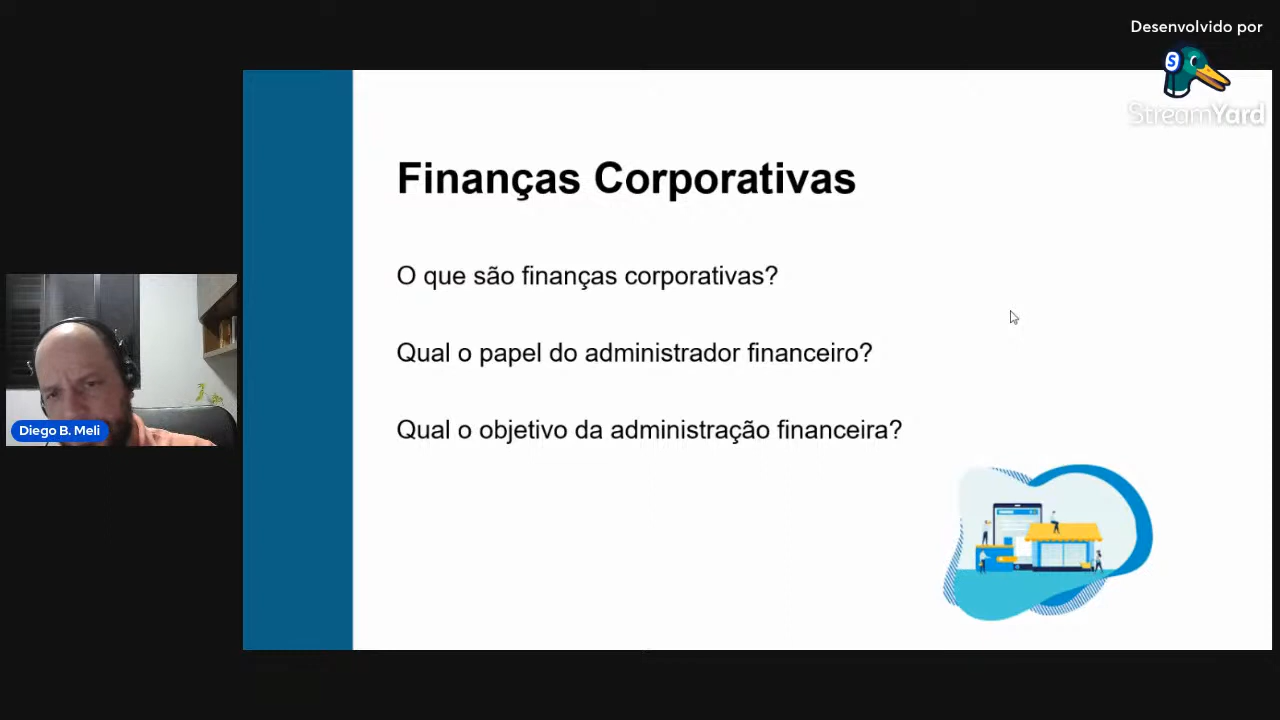 Desenvolvido por
S
StreamYard
Finanças Corporativas
O que são finanças corporativas?
Qual o papel do administrador financeiro?
Qual o objetivo da administração financeira?
Diego B. Meli